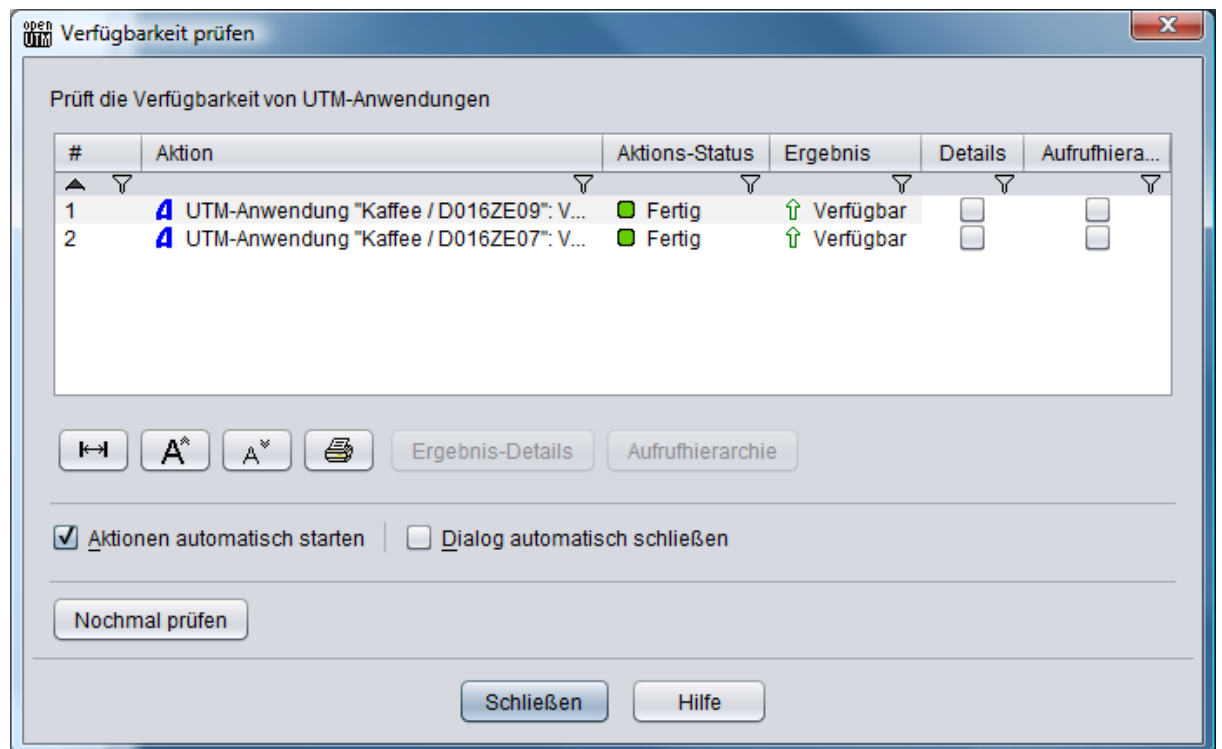 open UTM Verfügbarkeit prüfen
Prüft die Verfügbarkeit von UTM-Anwendungen
# Aktion Aktions-Status Ergebnis Details Aufrufhiera...
1 UTM-Anwendung "Kaffee / D016ZE09": V... Fertig Verfügbar
2 UTM-Anwendung "Kaffee / D016ZE07": V... Fertig Verfügbar
A A Ergebnis-Details Aufrufhierarchie
Aktionen automatisch starten Dialog automatisch schließen
Nochmal prüfen
Schließen Hilfe